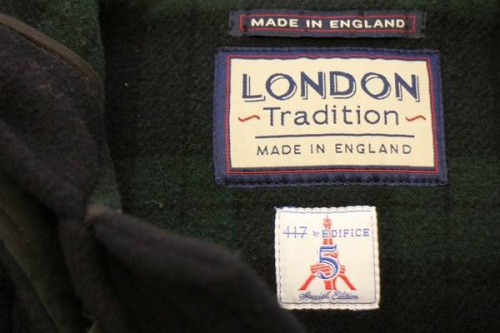 MADE IN ENGLAND
LONDON
~Tradition~
MADE IN ENGLAND
417 by EDIFICE
5
Special Edition